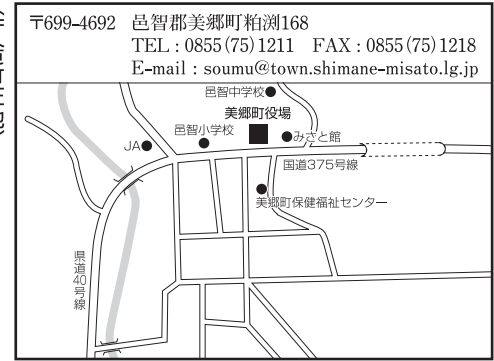 〒699-4692 邑智郡美郷町粕渕168
TEL : 0855(75)1211 FAX : 0855(75)1218
E-mail : soumu@town.shimane-misato.lg.jp
邑智中学校
美郷町役場
邑智小学校
みさと館
JA
国道375号線
美郷町保健福祉センター
県道40号線